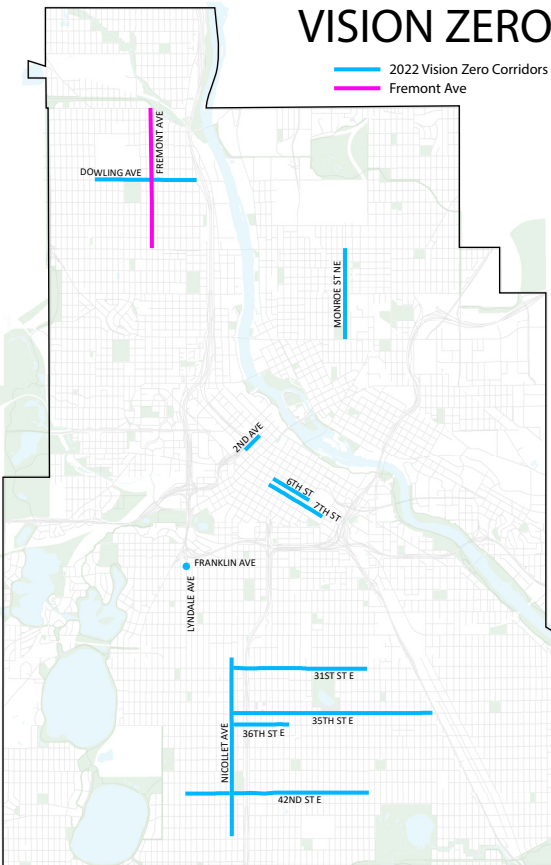 VISION ZERO
2022 Vision Zero Corridors
Fremont Ave
FREMONT AVE
DOWLING AVE
MONROE ST NE
2ND AVE
6TH ST
7TH ST
FRANKLIN AVE
LYNDALE AVE
31ST ST E
35TH ST E
36TH ST E
NICOLLET AVE
42ND ST E